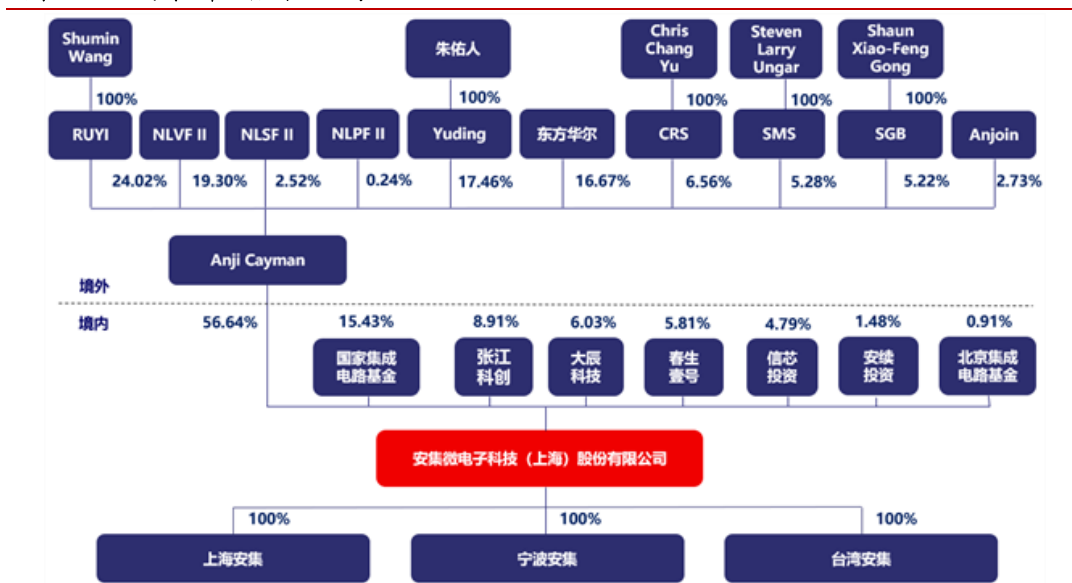 Shumin
Wang
朱佑人
Chris
Chang
Yu
Steven
Larry
Ungar
Shaun
Xiao-Feng
Gong
100%
100%
100%
100%
100%
RUYI
NLVF II
NLSF II
NLPF II
Yuding
东方华尔
CRS
SMS
SGB
Anjoin
24.02%
19.30%
2.52%
0.24%
17.46%
16.67%
6.56%
5.28%
5.22%
2.73%
Anji Cayman
境外
境内
56.64%
15.43%
8.91%
6.03%
5.81%
4.79%
1.48%
0.91%
国家集成
电路基金
张江
科创
大辰
科技
春生
壹号
信芯
投资
安续
投资
北京集成
电路基金
安集微电子科技（上海）股份有限公司
100%
100%
100%
上海安集
宁波安集
台湾安集